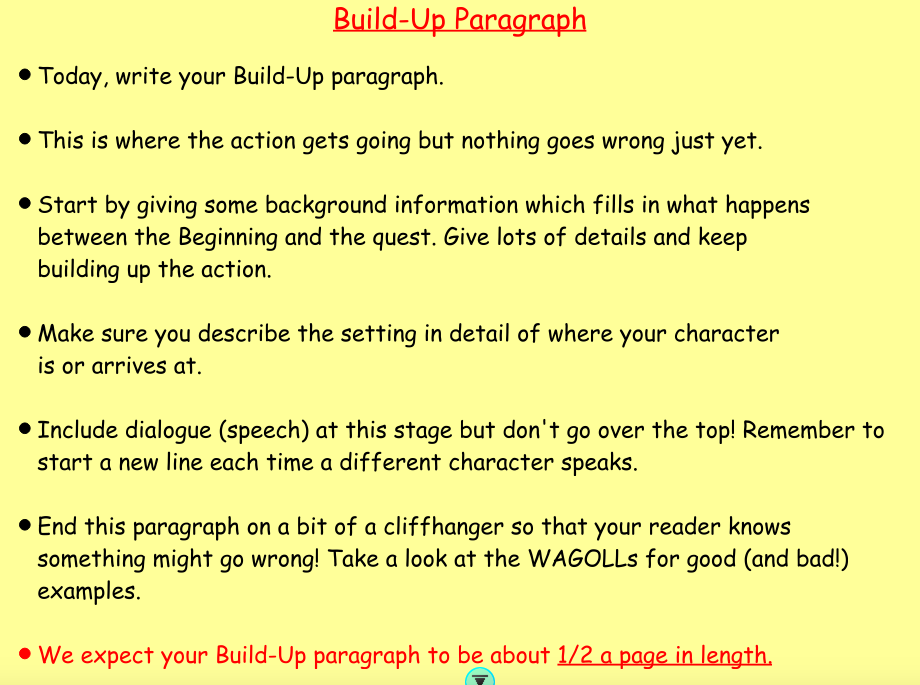 Build-Up Paragraph
• Today, write your Build-Up paragraph.
• This is where the action gets going but nothing goes wrong just yet.
• Start by giving some background information which fills in what happens
between the Beginning and the quest. Give lots of details and keep
building up the action.
• Make sure you describe the setting in detail of where your character
is or arrives at.
• Include dialogue (speech) at this stage but don't go over the top! Remember to
start a new line each time a different character speaks.
• End this paragraph on a bit of a cliffhanger so that your reader knows
something might go wrong! Take a look at the WAGOLLs for good (and bad!)
examples.
• We expect your Build-Up paragraph to be about 1/2 a page in length.